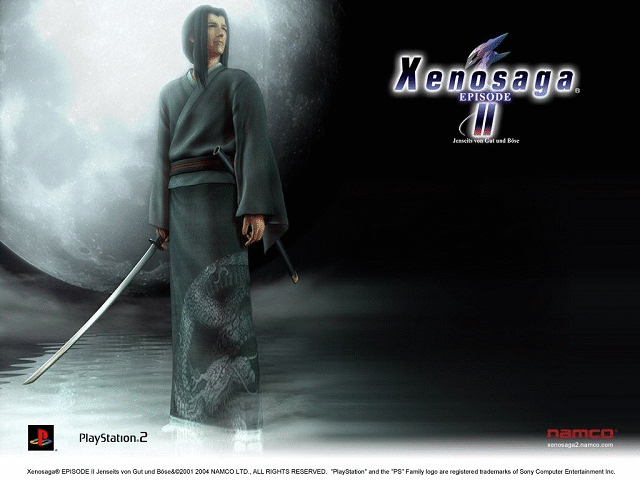 Xenosaga®
EPISODE
II
Jenseits von Gut und Böse
PlayStation®2
namco®
xenosaga2.namco.com
Xenosaga® EPISODE II Jenseits von Gut und Böse&©2001 2004 NAMCO LTD., ALL RIGHTS RESERVED. "PlayStation" and the "PS" Family logo are registered trademarks of Sony Computer Entertainment Inc.